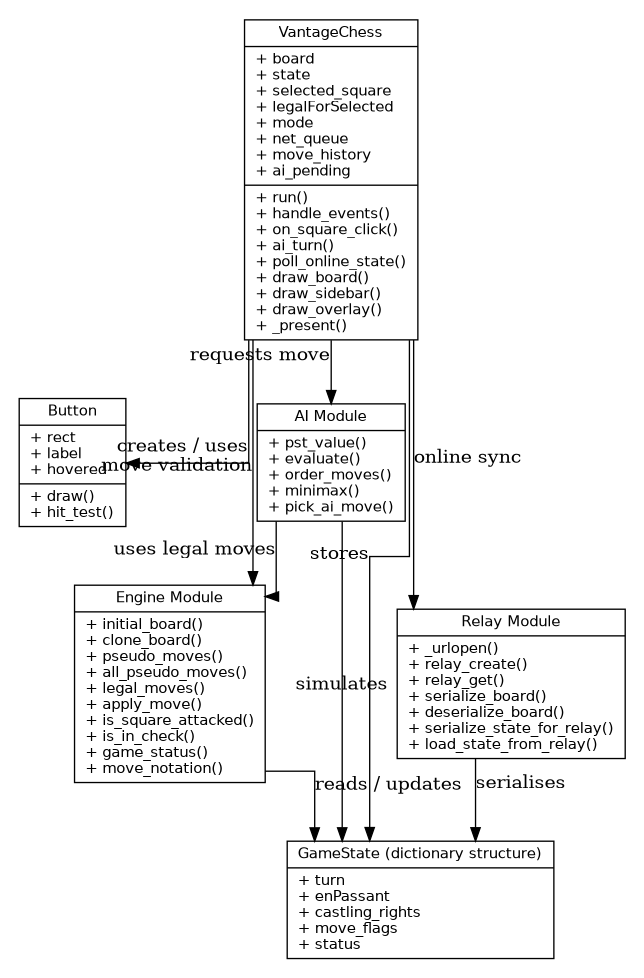 VantageChess
+ board
+ state
+ selected_square
+ legalForSelected
+ mode
+ net_queue
+ move_history
+ ai_pending
+ run()
+ handle_events()
+ on_square_click()
+ ai_turn()
+ poll_online_state()
+ draw_board()
+ draw_sidebar()
+ draw_overlay()
+ _present()
requests move
Button
+ rect
+ label
+ hovered
+ draw()
+ hit_test()
creates / uses
move validation
AI Module
+ pst_value()
+ evaluate()
+ order_moves()
+ minimax()
+ pick_ai_move()
online sync
uses legal moves
stores
Engine Module
+ initial_board()
+ clone_board()
+ pseudo_moves()
+ all_pseudo_moves()
+ legal_moves()
+ apply_move()
+ is_square_attacked()
+ is_in_check()
+ game_status()
+ move_notation()
simulates
Relay Module
+ _urlopen()
+ relay_create()
+ relay_get()
+ serialize_board()
+ deserialize_board()
+ serialize_state_for_relay()
+ load_state_from_relay()
reads / updates
serialises
GameState (dictionary structure)
+ turn
+ enPassant
+ castling_rights
+ move_flags
+ status